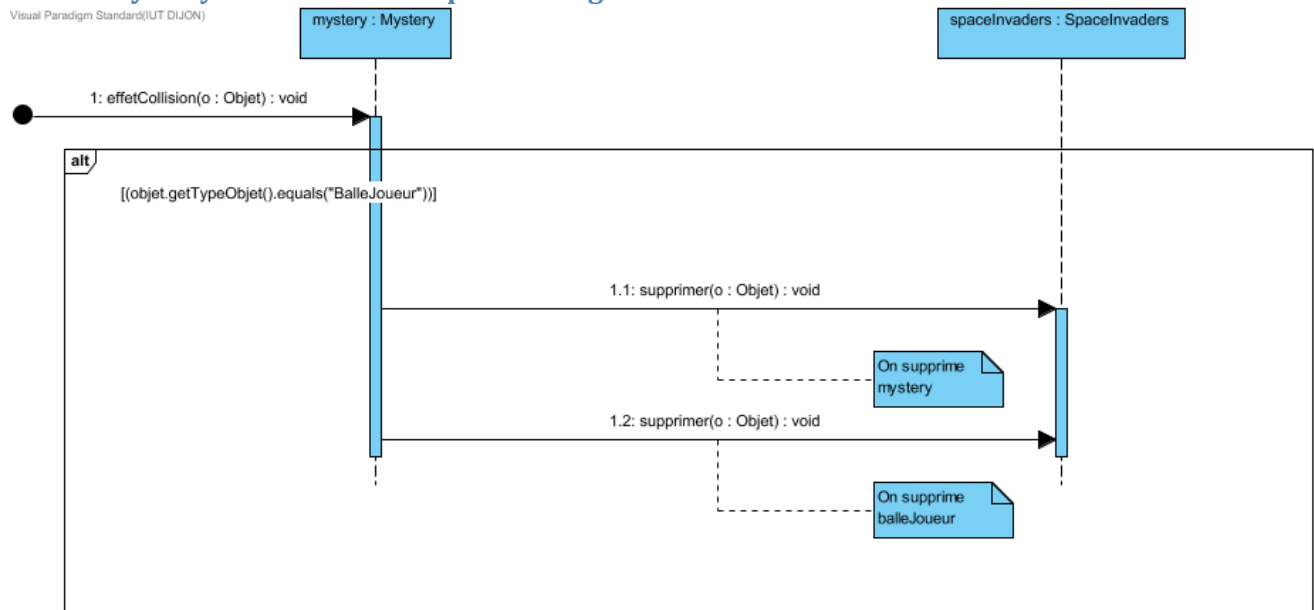 Visual Paradigm Standard(IUT DIJON)
mystery : Mystery
spaceInvaders : SpaceInvaders
1: effetCollision(o : Objet) : void
alt
[(objet.getTypeObjet().equals("BalleJoueur"))]
1.1: supprimer(o : Objet) : void
On supprime
mystery
1.2: supprimer(o : Objet) : void
On supprime
balleJoueur